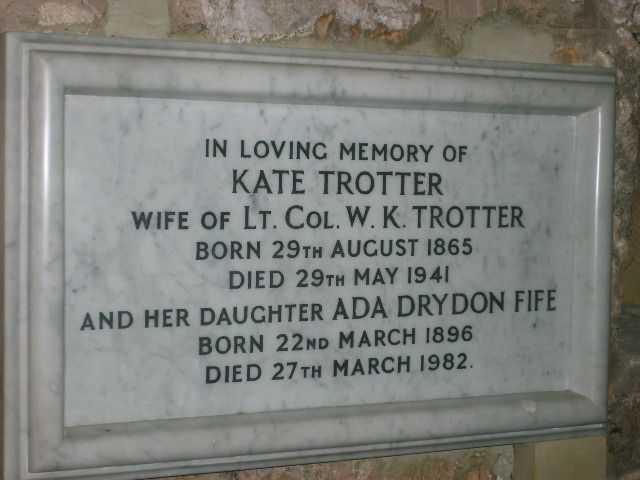 IN LOVING MEMORY OF
KATE TROTTER
WIFE OF LT. COL. W. K. TROTTER
BORN 29TH AUGUST 1865
DIED 29TH MAY 1941
AND HER DAUGHTER ADA DRYDON FIFE
BORN 22ND MARCH 1896
DIED 27TH MARCH 1982.